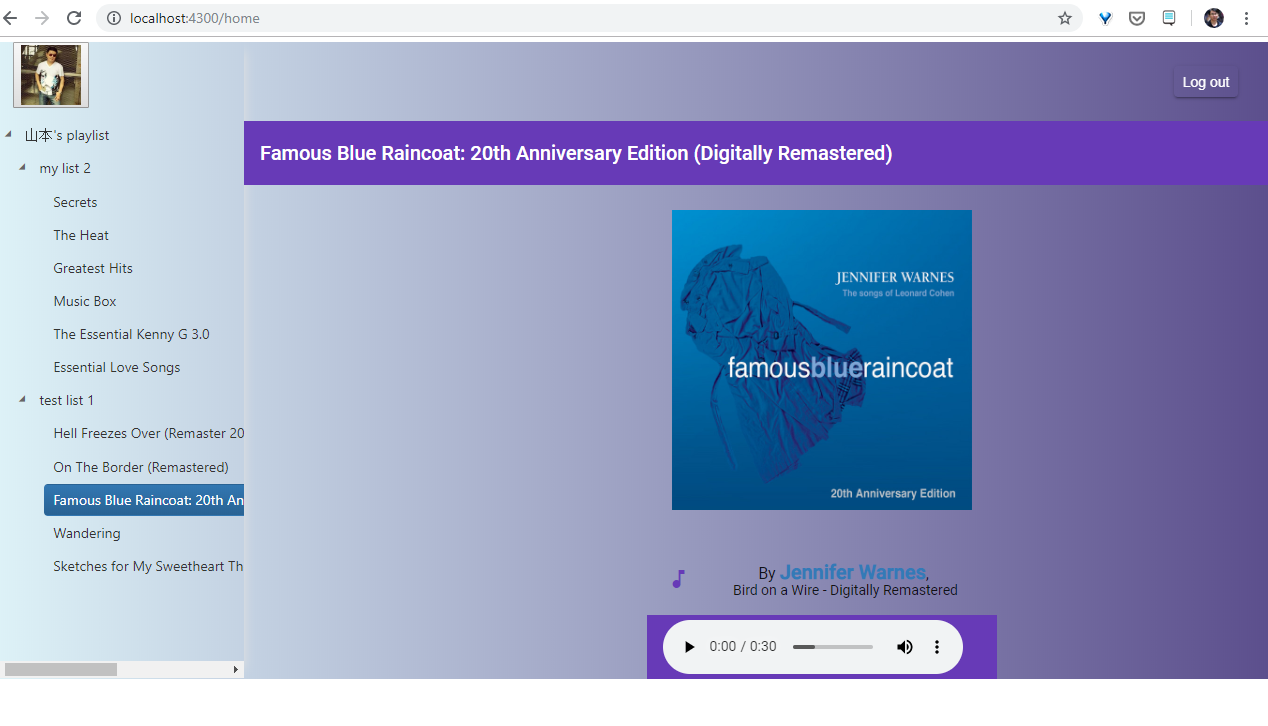 localhost:4300/home
山本's playlist
my list 2
Secrets
The Heat
Greatest Hits
Music Box
The Essential Kenny G 3.0
Essential Love Songs
test list 1
Hell Freezes Over (Remaster 20
On The Border (Remastered)
Famous Blue Raincoat: 20th An
Wandering
Sketches for My Sweetheart Th
Log out
Famous Blue Raincoat: 20th Anniversary Edition (Digitally Remastered)
JENNIFER WARNES
The songs of Leonard Cohen
famousblueraincoat
20th Anniversary Edition
By Jennifer Warnes,
Bird on a Wire - Digitally Remastered
0:00 / 0:30